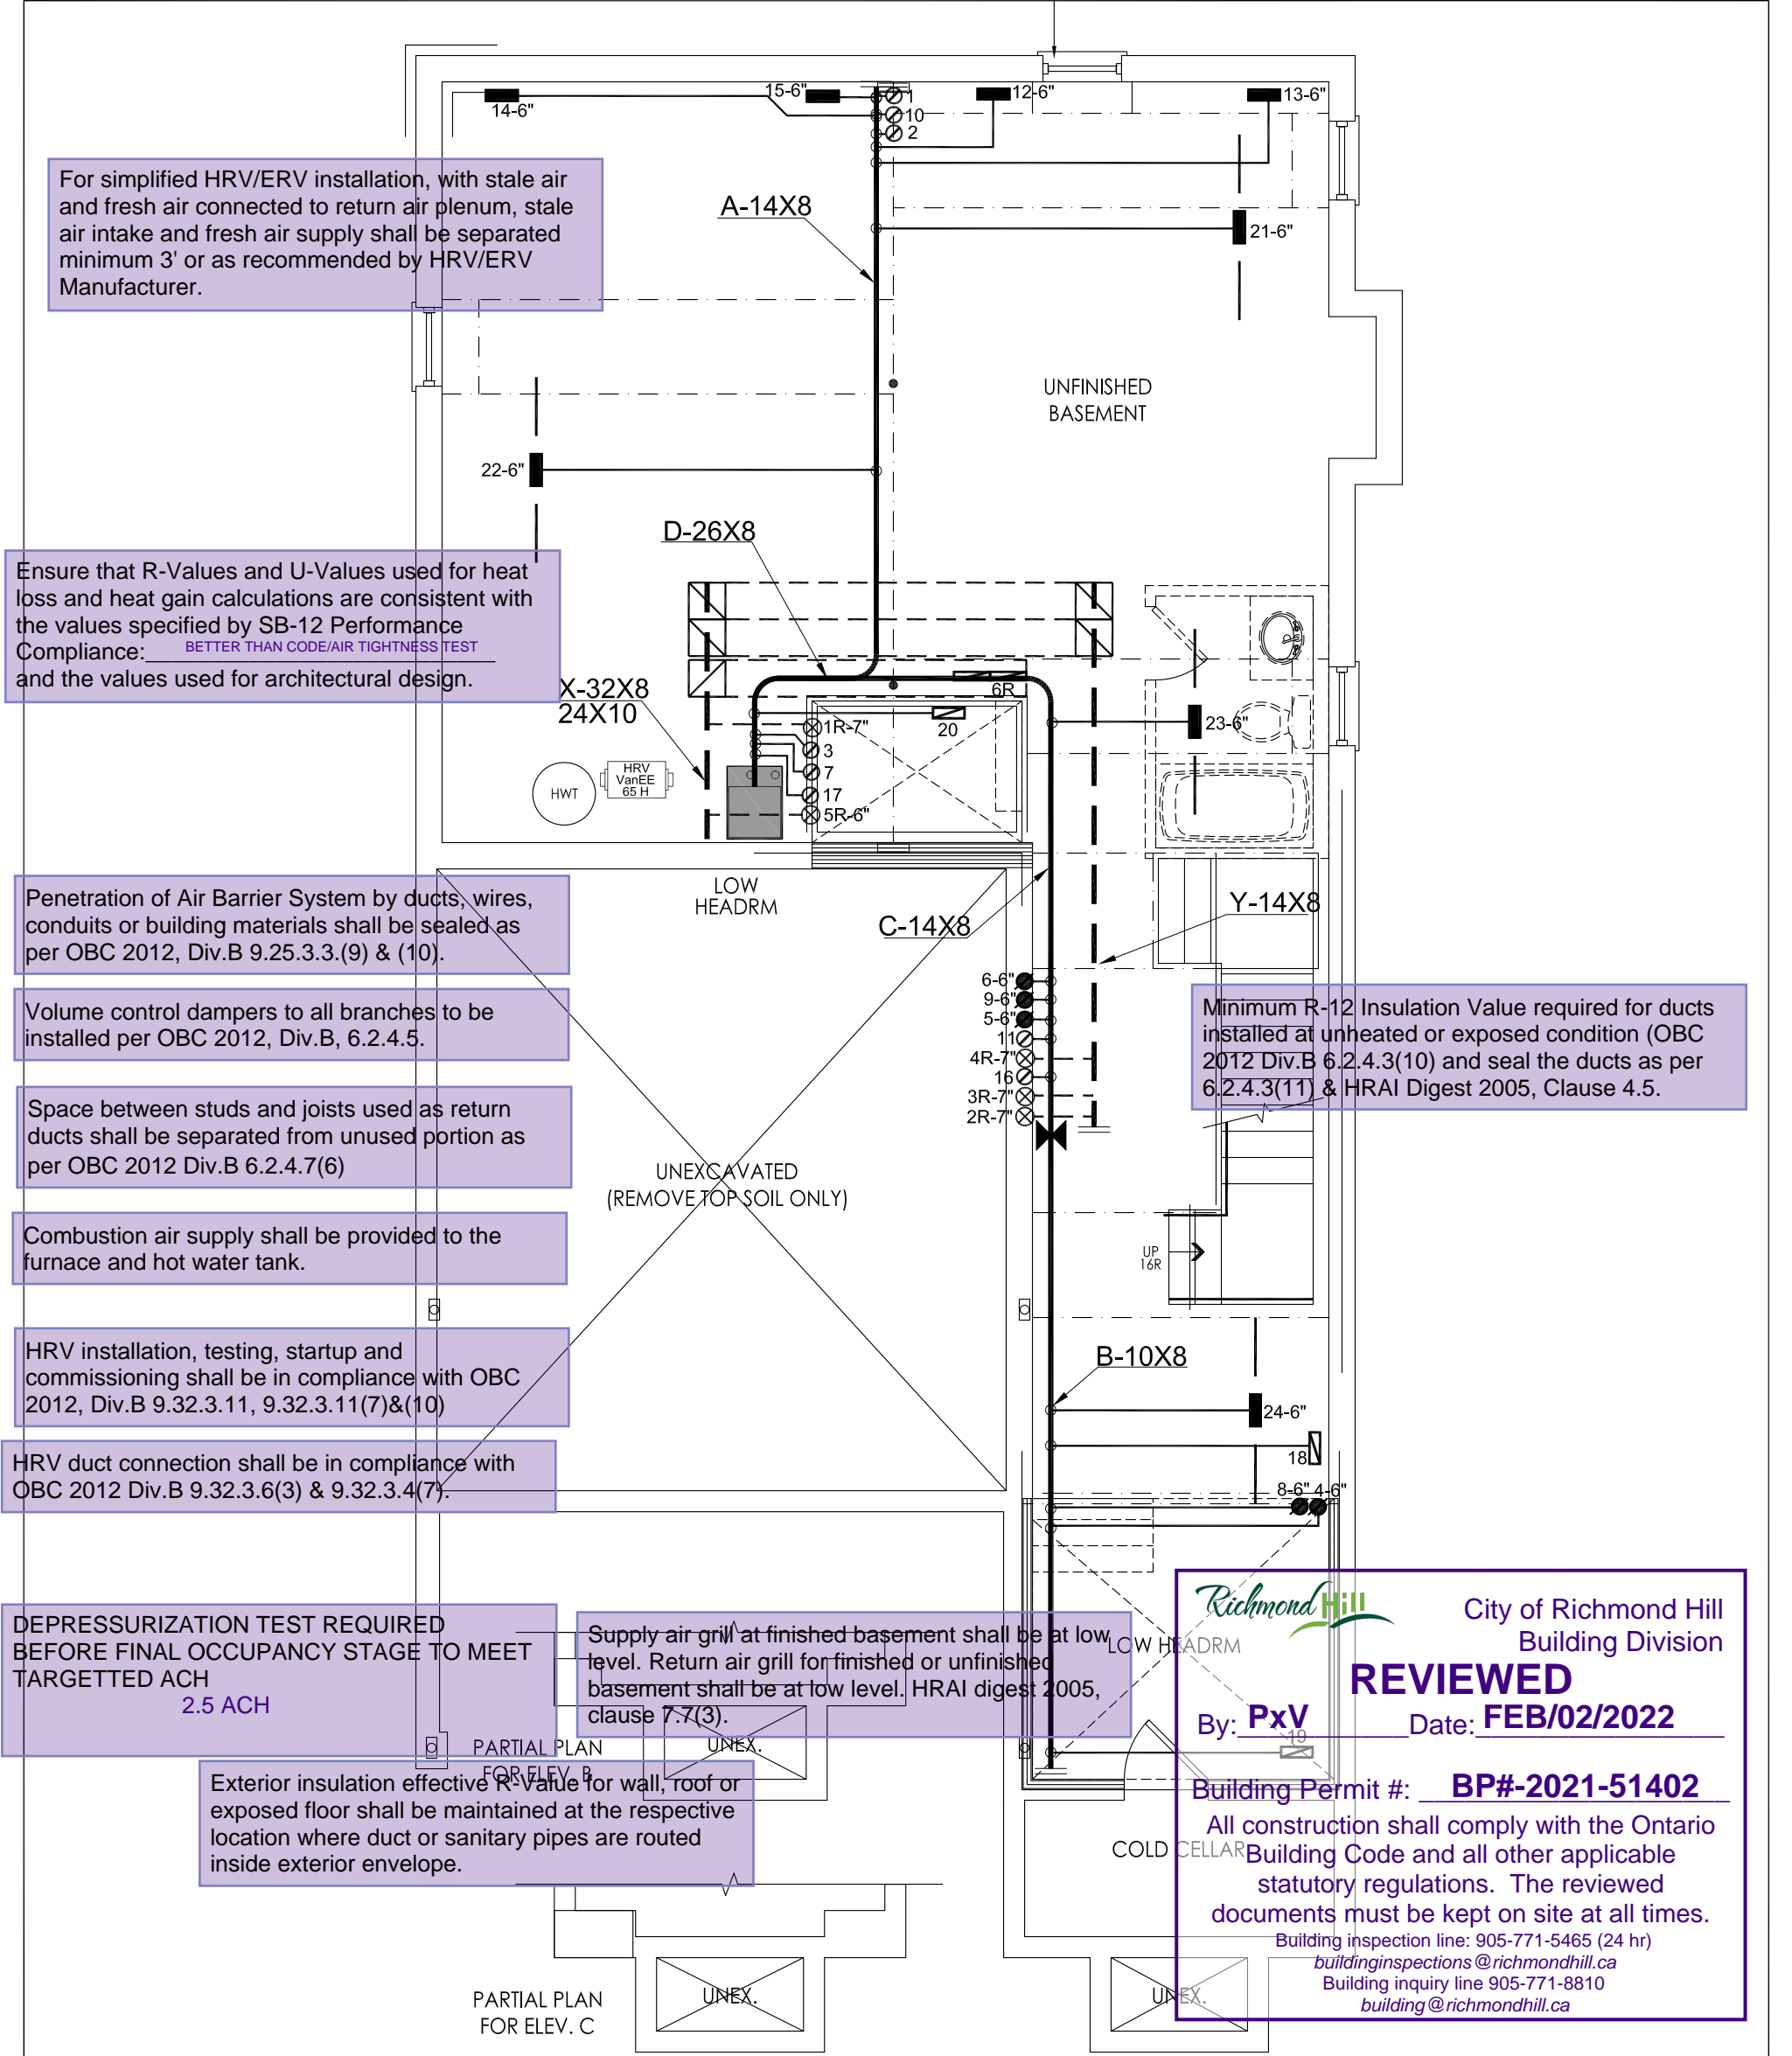 14-6"
15-6"
1
10
2
12-6"
13-6"
For simplified HRV/ERV installation, with stale air
and fresh air connected to return air plenum, stale
air intake and fresh air supply shall be separated
minimum 3' or as recommended by HRV/ERV
Manufacturer.
A-14X8
21-6"
UNFINISHED
BASEMENT
22-6"
D-26X8
Ensure that R-Values and U-Values used for heat
loss and heat gain calculations are consistent with
the values specified by SB-12 Performance
Compliance: BETTER THAN CODE/AIR TIGHTNESS TEST
and the values used for architectural design.
X-32X8
24X10
6R
20
1R-7"
3
7
17
5R-6"
23-6"
HWT
HRV
VanEE
65 H
LOW
HEADRM
Penetration of Air Barrier System by ducts, wires,
conduits or building materials shall be sealed as
per OBC 2012, Div.B 9.25.3.3.(9) & (10).
C-14X8
Y-14X8
6-6"
9-6"
5-6"
11
4R-7"
16
3R-7"
2R-7"
Volume control dampers to all branches to be
installed per OBC 2012, Div.B, 6.2.4.5.
Minimum R-12 Insulation Value required for ducts
installed at unheated or exposed condition (OBC
2012 Div.B 6.2.4.3(10) and seal the ducts as per
6.2.4.3(11) & HRAI Digest 2005, Clause 4.5.
Space between studs and joists used as return
ducts shall be separated from unused portion as
per OBC 2012 Div.B 6.2.4.7(6)
UNEXCAVATED
(REMOVE TOP SOIL ONLY)
Combustion air supply shall be provided to the
furnace and hot water tank.
UP
16R
HRV installation, testing, startup and
commissioning shall be in compliance with OBC
2012, Div.B 9.32.3.11, 9.32.3.11(7)&(10)
B-10X8
24-6"
18
HRV duct connection shall be in compliance with
OBC 2012 Div.B 9.32.3.6(3) & 9.32.3.4(7).
8-6" 4-6"
DEPRESSURIZATION TEST REQUIRED
BEFORE FINAL OCCUPANCY STAGE TO MEET
TARGETTED ACH
2.5 ACH
Supply air grill at finished basement shall be at low
level. Return air grill for finished or unfinished
basement shall be at low level. HRAI digest 2005,
clause 7.7(3).
LOW HEADRM
PARTIAL PLAN
FOR ELEV. B
UNEX.
Exterior insulation effective R-Value for wall, roof or
exposed floor shall be maintained at the respective
location where duct or sanitary pipes are routed
inside exterior envelope.
19
COLD CELLAR
Richmond Hill
City of Richmond Hill
Building Division
REVIEWED
By: PxV Date: FEB/02/2022
Building Permit #: BP#-2021-51402
All construction shall comply with the Ontario
Building Code and all other applicable
statutory regulations. The reviewed
documents must be kept on site at all times.
Building inspection line: 905-771-5465 (24 hr)
buildinginspections@richmondhill.ca
Building inquiry line 905-771-8810
building@richmondhill.ca
PARTIAL PLAN
FOR ELEV. C
UNEX.
UNEX.